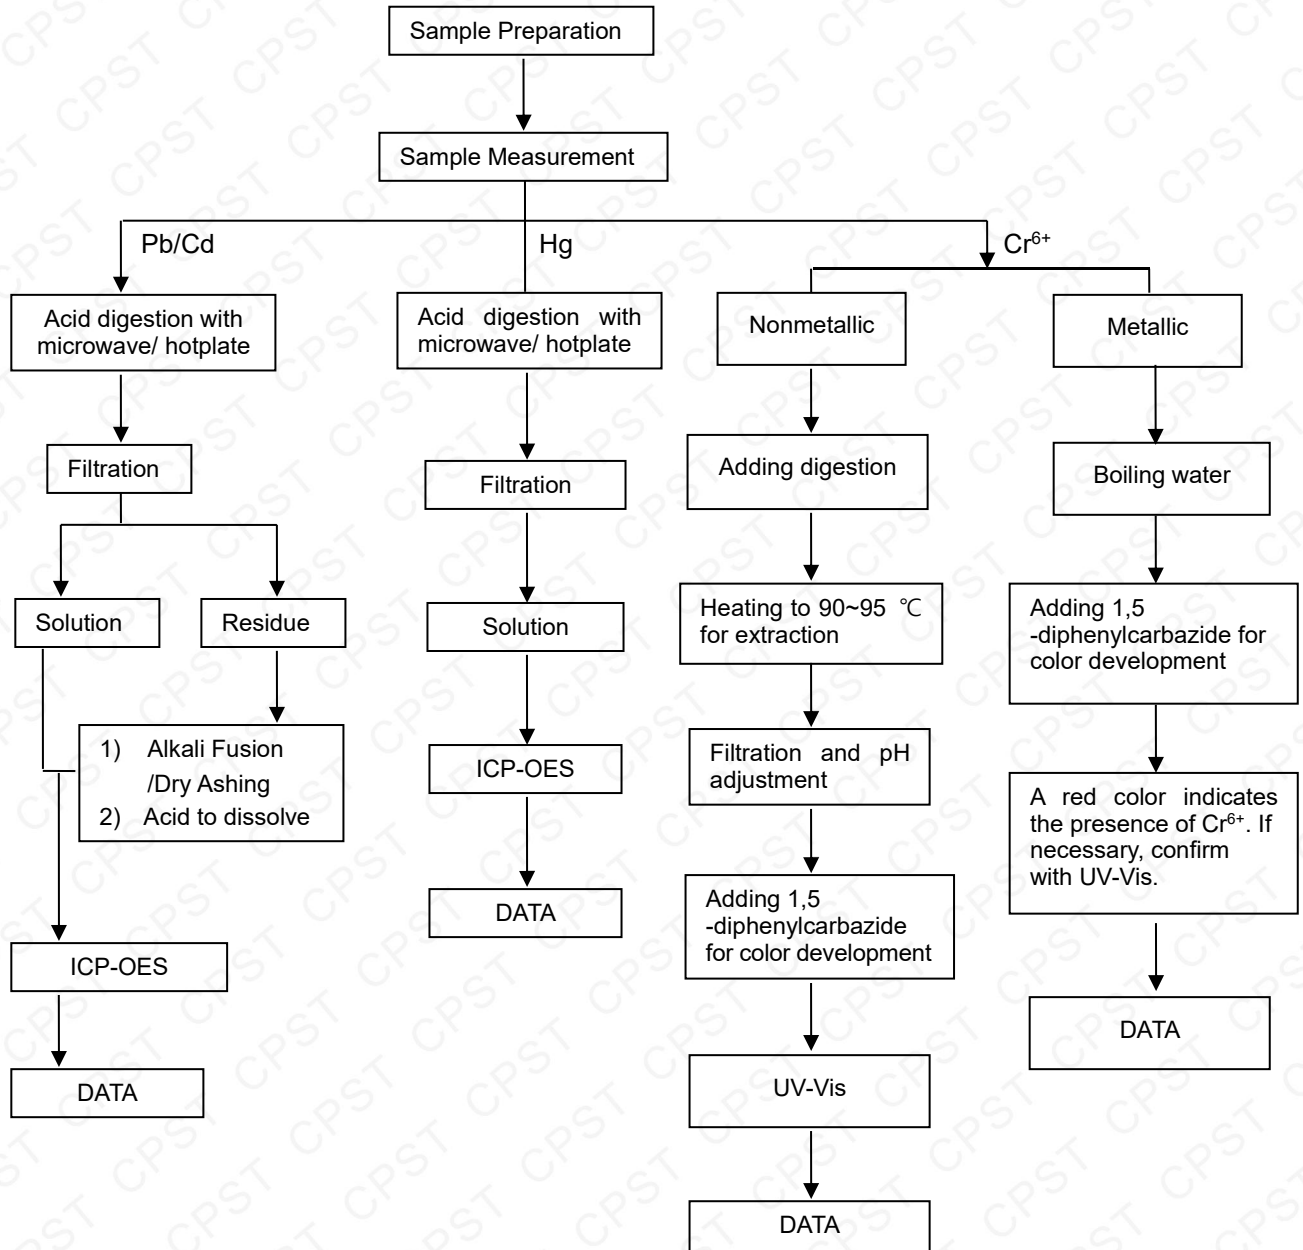 Sample Preparation
Sample Measurement
Pb/Cd
Acid digestion with
microwave/ hotplate
Filtration
Solution
Residue
1) Alkali Fusion
/Dry Ashing
2) Acid to dissolve
ICP-OES
DATA
Hg
Acid digestion with
microwave/ hotplate
Filtration
Solution
ICP-OES
DATA
Cr⁶⁺
Nonmetallic
Adding digestion
Heating to 90~95 ℃
for extraction
Filtration and pH
adjustment
Adding 1,5
-diphenylcarbazide
for color development
UV-Vis
DATA
Metallic
Boiling water
Adding 1,5
-diphenylcarbazide for
color development
A red color indicates
the presence of Cr⁶⁺. If
necessary, confirm
with UV-Vis.
DATA
CPST